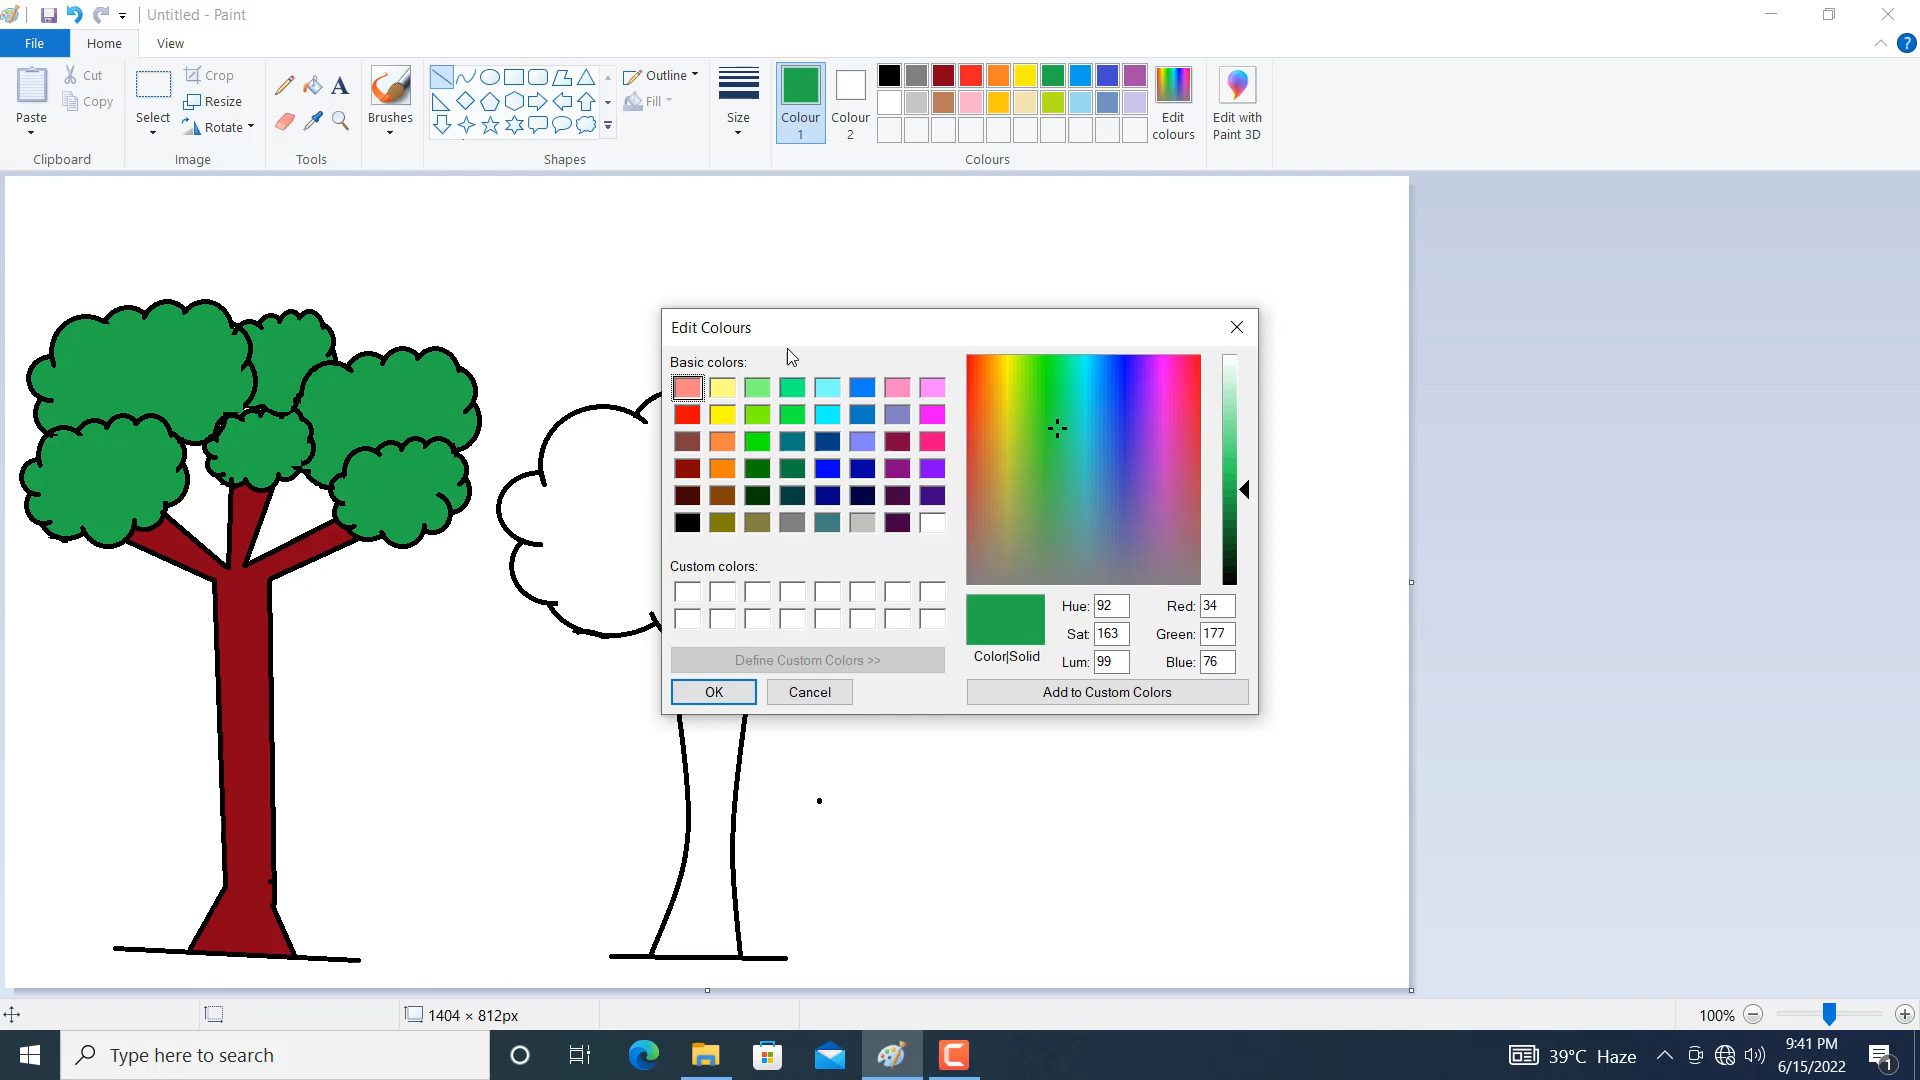 Untitled - Paint
File Home View
Paste
Cut
Copy
Clipboard
Select
Crop
Resize
Rotate
Image
A
Tools
Brushes
Outline
Fill
Shapes
Size
Colour 1
Colour 2
Edit colours
Colours
Edit with Paint 3D
?
Edit Colours
Basic colors:
Custom colors:
Define Custom Colors >>
OK Cancel
Color|Solid
Hue: 92 Red: 34
Sat: 163 Green: 177
Lum: 99 Blue: 76
Add to Custom Colors
1404 × 812px
100%
Type here to search
39°C Haze
9:41 PM
6/15/2022
1